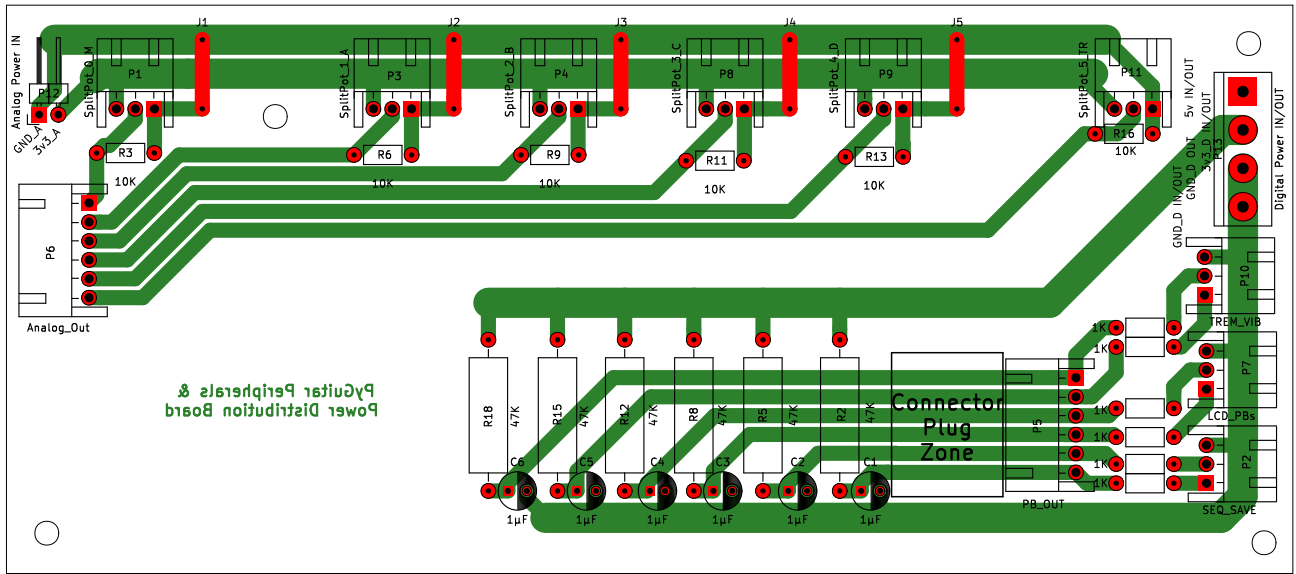 J1
J2
J3
J4
J5
Analog Power IN
P12
GND_A
3v3_A
SplitPot_0_M
P1
SplitPot_1_A
P3
SplitPot_2_B
P4
SplitPot_3_C
P8
SplitPot_4_D
P9
SplitPot_5_TR
P11
R3
10K
R6
10K
R9
10K
R11
10K
R13
10K
R16
10K
5v IN/OUT
3v3_D IN/OUT
GND_D OUT
GND_D IN/OUT
P13
Digital Power IN/OUT
P6
Analog_Out
P10
TREM_VIB
1K
1K
P7
LCD_PBs
1K
1K
P2
SEQ_SAVE
1K
1K
PyGuitar Peripherals &
Power Distribution Board
R18
47K
R15
47K
R12
47K
R8
47K
R5
47K
R2
47K
Connector
Plug
Zone
P5
PB_OUT
C6
C5
C4
C3
C2
C1
1µF
1µF
1µF
1µF
1µF
1µF